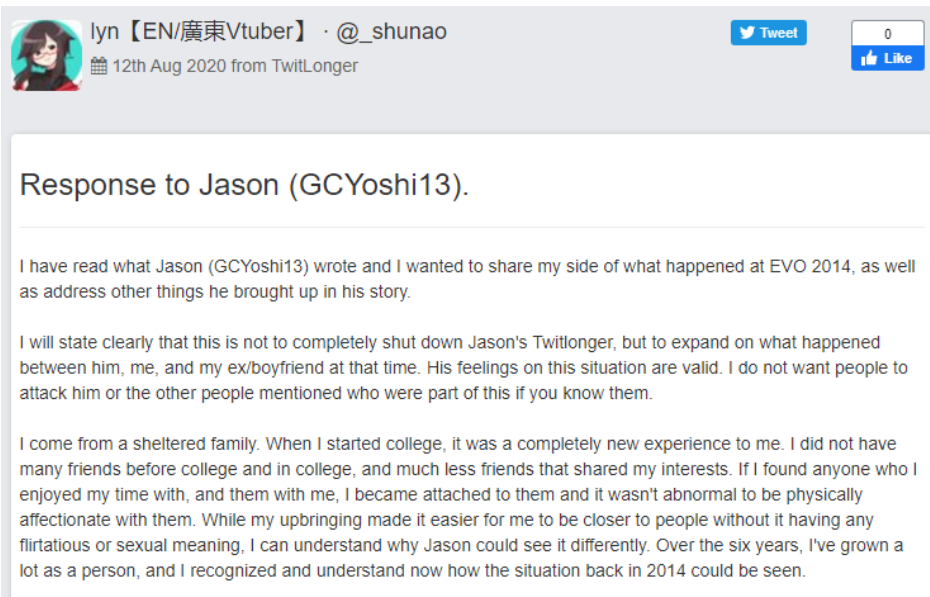 lyn【EN/廣東Vtuber】 · @_shunao
Tweet
0
Like
12th Aug 2020 from TwitLonger
Response to Jason (GCYoshi13).
I have read what Jason (GCYoshi13) wrote and I wanted to share my side of what happened at EVO 2014, as well
as address other things he brought up in his story.
I will state clearly that this is not to completely shut down Jason's Twitlonger, but to expand on what happened
between him, me, and my ex/boyfriend at that time. His feelings on this situation are valid. I do not want people to
attack him or the other people mentioned who were part of this if you know them.
I come from a sheltered family. When I started college, it was a completely new experience to me. I did not have
many friends before college and in college, and much less friends that shared my interests. If I found anyone who I
enjoyed my time with, and them with me, I became attached to them and it wasn't abnormal to be physically
affectionate with them. While my upbringing made it easier for me to be closer to people without it having any
flirtatious or sexual meaning, I can understand why Jason could see it differently. Over the six years, I've grown a
lot as a person, and I recognized and understand now how the situation back in 2014 could be seen.